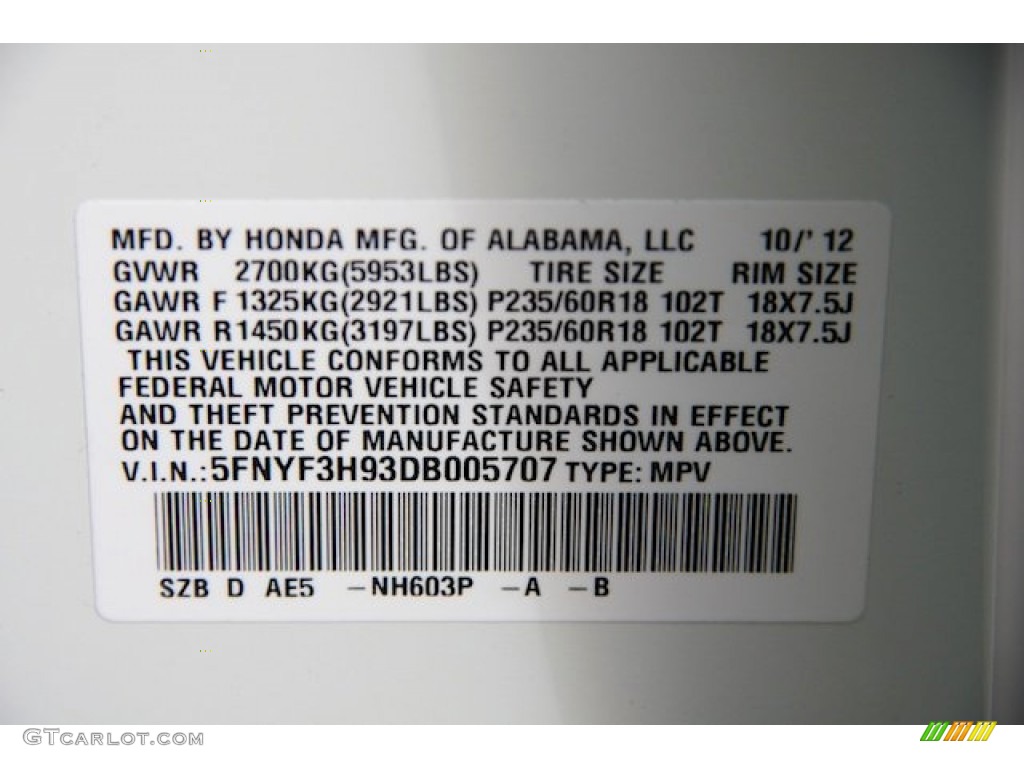 MFD. BY HONDA MFG. OF ALABAMA, LLC 10/' 12
GVWR 2700KG(5953LBS) TIRE SIZE RIM SIZE
GAWR F 1325KG(2921LBS) P235/60R18 102T 18X7.5J
GAWR R1450KG(3197LBS) P235/60R18 102T 18X7.5J
THIS VEHICLE CONFORMS TO ALL APPLICABLE
FEDERAL MOTOR VEHICLE SAFETY
AND THEFT PREVENTION STANDARDS IN EFFECT
ON THE DATE OF MANUFACTURE SHOWN ABOVE.
V.I.N.:5FNYF3H93DB005707 TYPE: MPV
SZB D AE5 -NH603P -A -B
GTCARLOT.COM